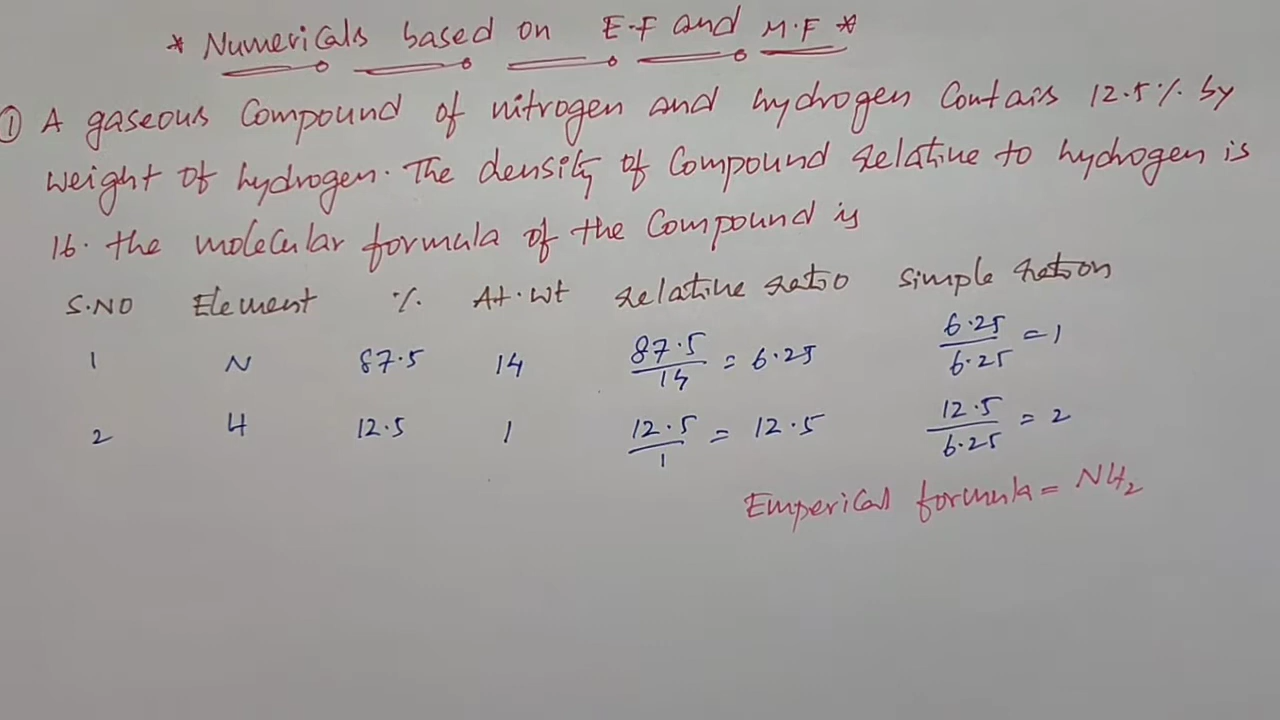 * Numericals based on E.F and M.F *
① A gaseous Compound of nitrogen and hydrogen Contais 12.5% by
weight of hydrogen. The density of Compound relative to hydrogen is
16. the molecular formula of the Compound is
S.NO Element % At.wt relative ratio simple ration
1 N 87.5 14 87.5/14 = 6.25 6.25/6.25 = 1
2 H 12.5 1 12.5/1 = 12.5 12.5/6.25 = 2
Emperical formula = NH₂